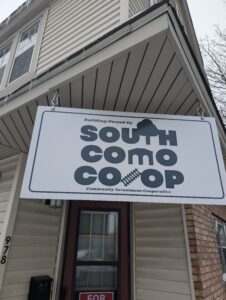 Building Owned By
SOUTH
COMO
CO-OP
Community Investment Cooperative
978
FOR